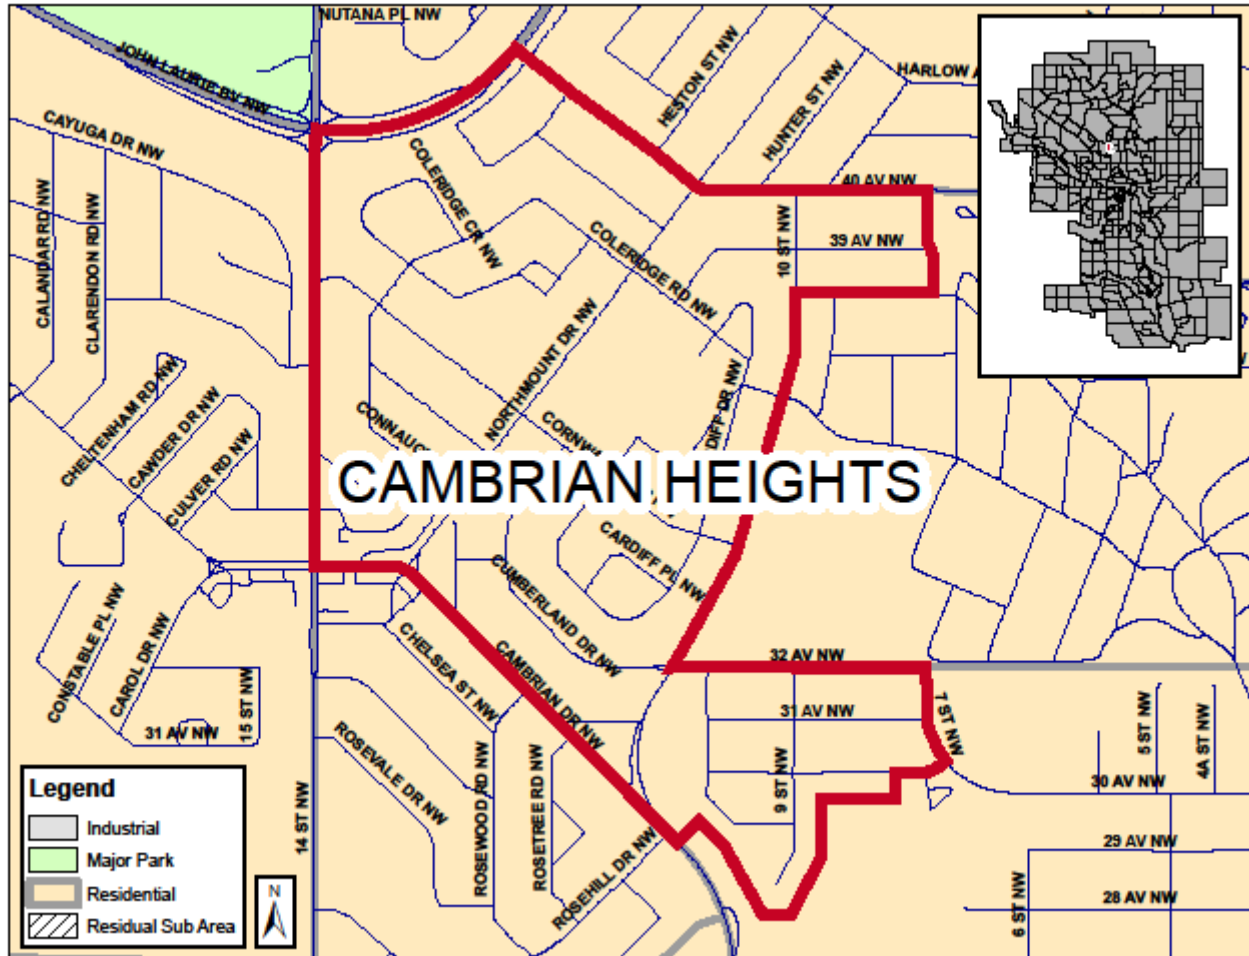 NUTANA PL NW
JOHN LAURIE BV NW
HESTON ST NW
HARLOW A
CAYUGA DR NW
HUNTER ST NW
COLERIDGE CR NW
40 AV NW
CALANDAR RD NW
CLARENDON RD NW
10 ST NW
39 AV NW
COLERIDGE RD NW
NORTHMOUNT DR NW
CHELTENHAM RD NW
CAWDER DR NW
CULVER RD NW
CONNAUG
CORNW
DIFF DR NW
CAMBRIAN HEIGHTS
CARDIFF PL NW
CUMBERLAND DR NW
CONSTABLE PL NW
CAROL DR NW
CHELSEA ST NW
CAMBRIAN DR NW
32 AV NW
15 ST NW
31 AV NW
31 AV NW
7 ST NW
5 ST NW
4A ST NW
ROSEVALE DR NW
ROSEWOOD RD NW
ROSETREE RD NW
9 ST NW
30 AV NW
14 ST NW
ROSEHILL DR NW
29 AV NW
28 AV NW
6 ST NW
Legend
Industrial
Major Park
Residential
Residual Sub Area
N